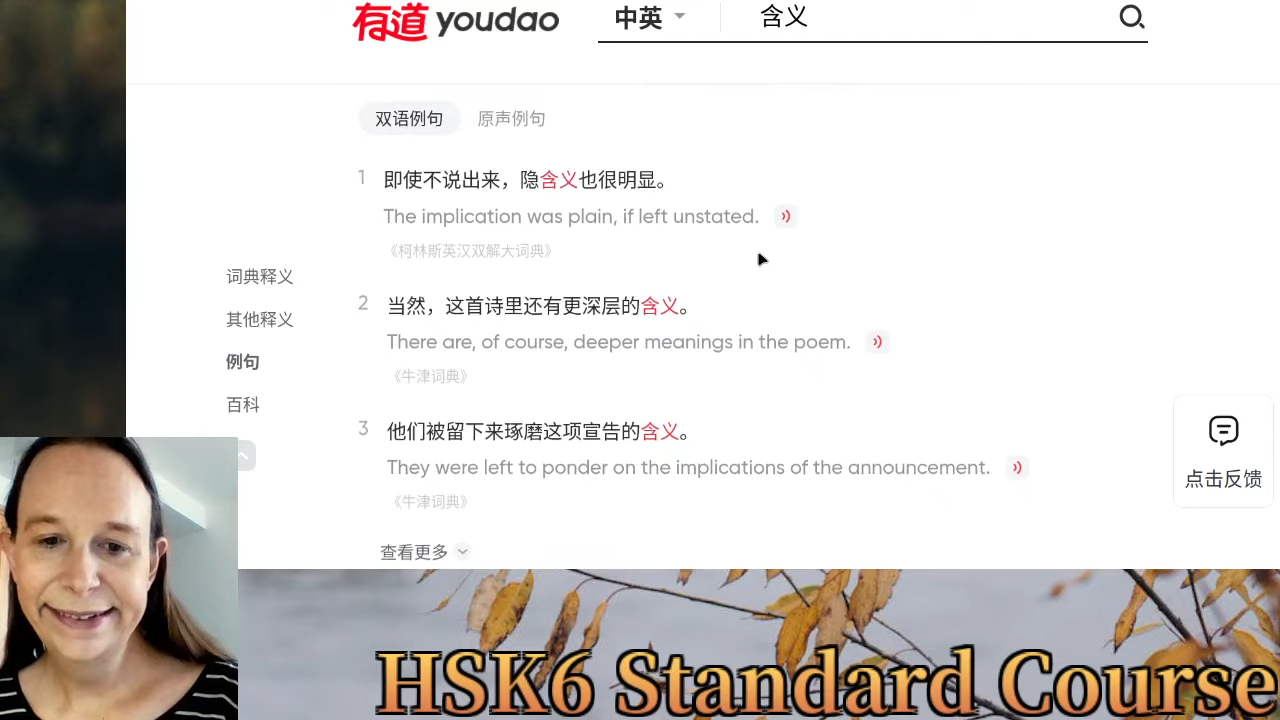 有道 youdao 中英 含义
双语例句 原声例句
1 即使不说出来，隐含义也很明显。
The implication was plain, if left unstated.
《柯林斯英汉双解大词典》
词典释义
2 当然，这首诗里还有更深层的含义。
其他释义
There are, of course, deeper meanings in the poem.
例句
《牛津词典》
百科
3 他们被留下来琢磨这项宣告的含义。
They were left to ponder on the implications of the announcement.
点击反馈
《牛津词典》
查看更多
HSK6 Standard Course